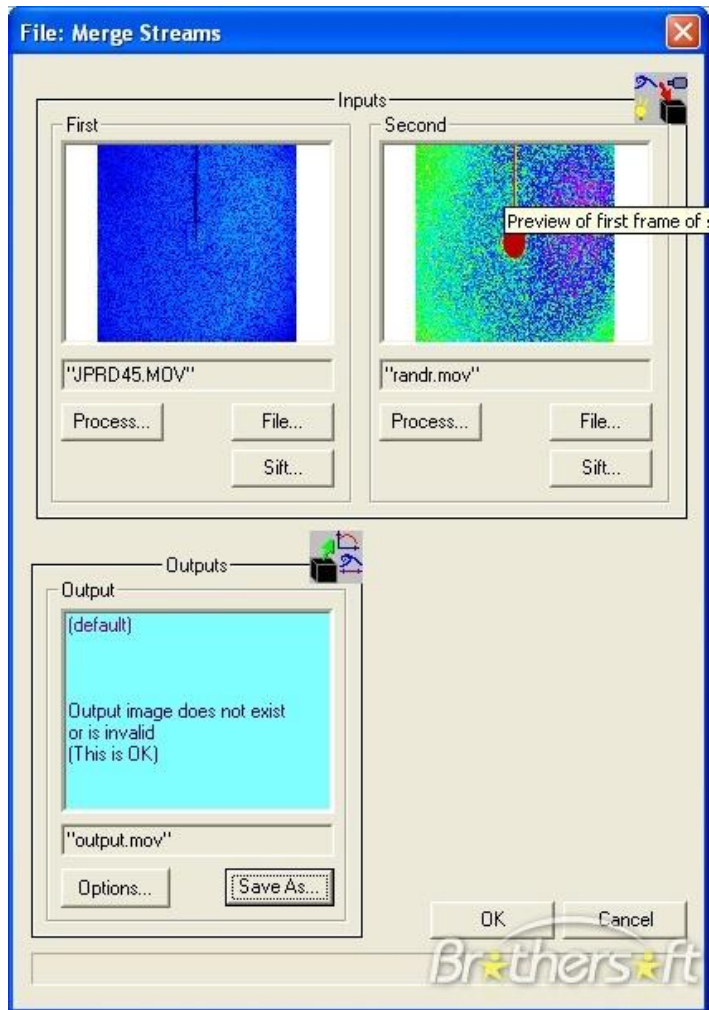 File: Merge Streams
Inputs
First
Second
Preview of first frame of s
"JPRD45.MOV"
"randr.mov"
Process...
File...
Process...
File...
Sift...
Sift...
Outputs
Output
(default)
Output image does not exist
or is invalid
(This is OK)
"output.mov"
Options...
Save As...
OK
Cancel
Brothersoft